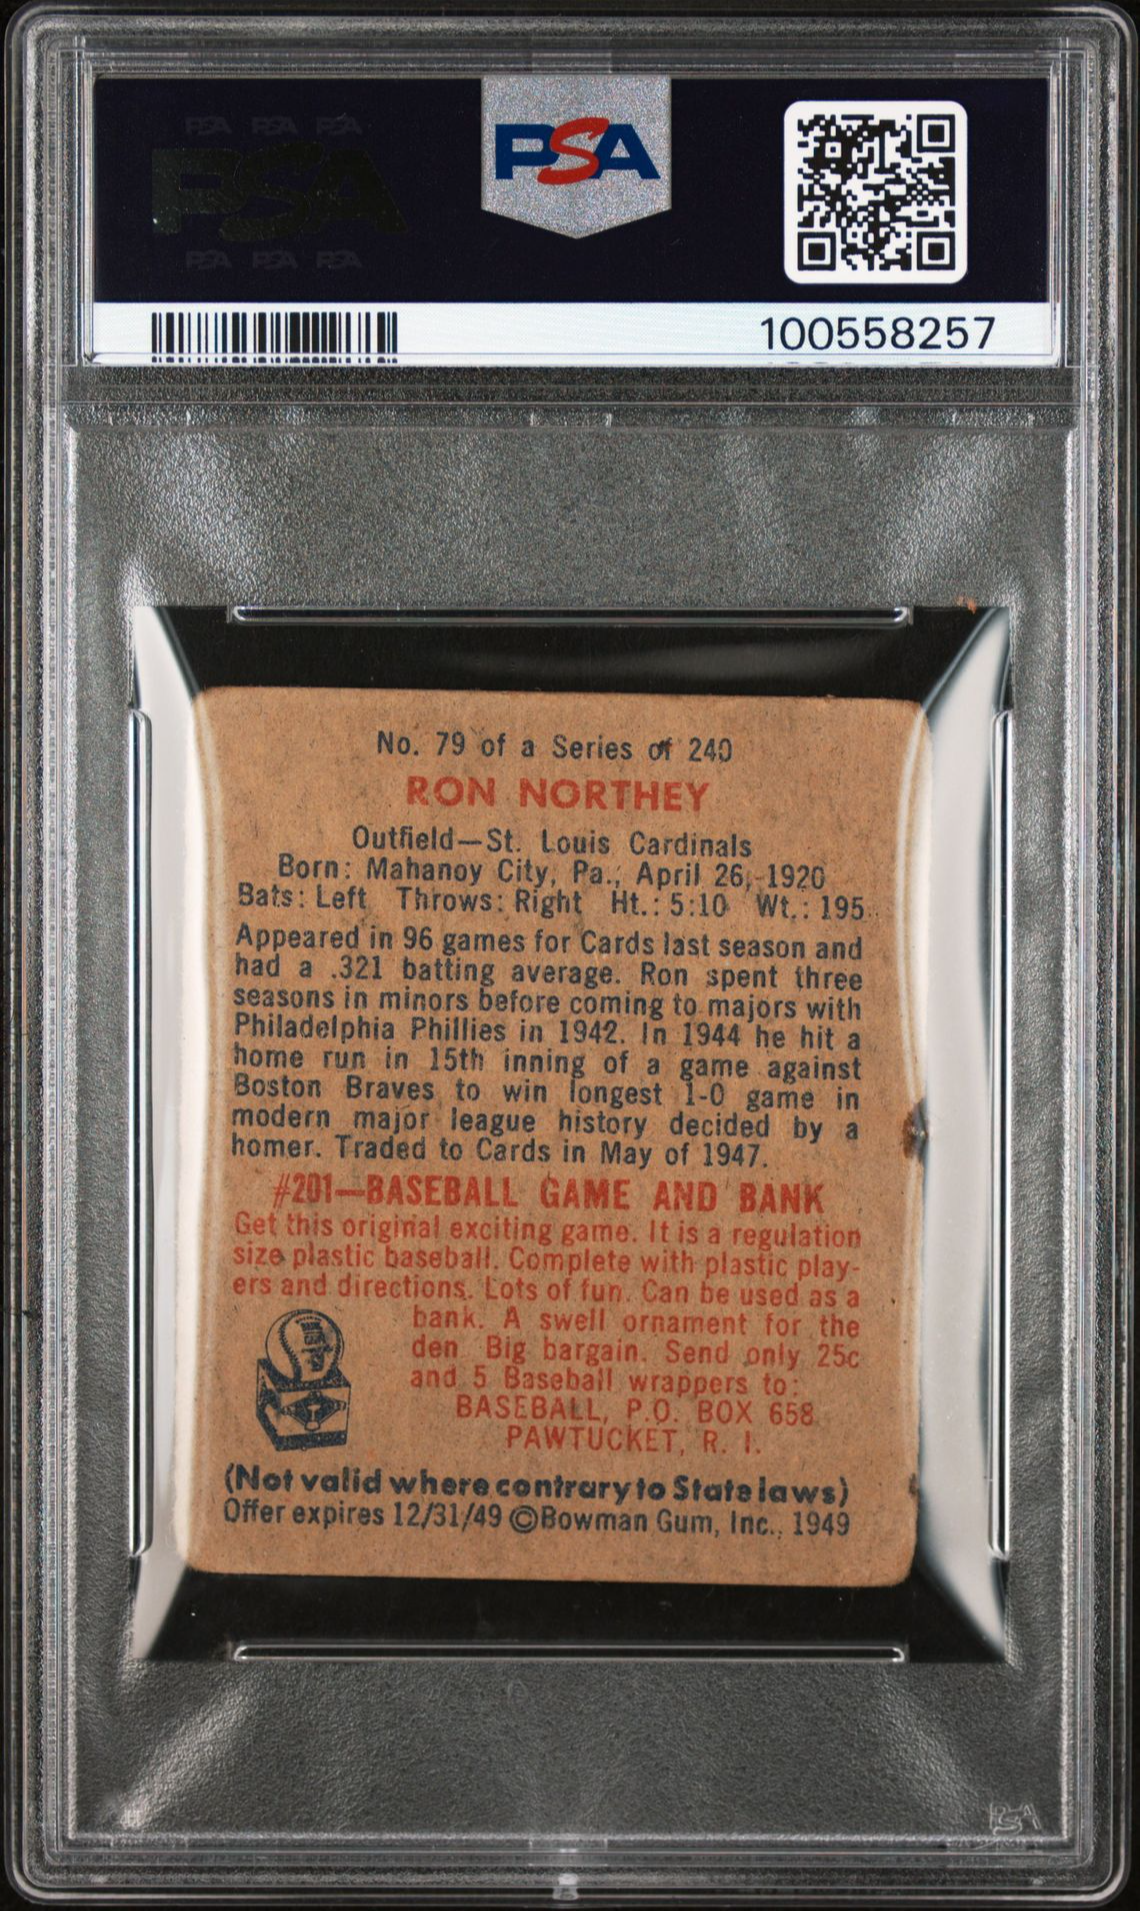 PSA PSA PSA
PSA
PSA PSA PSA
PSA
100558257
No. 79 of a Series of 240
RON NORTHEY
Outfield—St. Louis Cardinals
Born: Mahanoy City, Pa., April 26, 1920
Bats: Left Throws: Right Ht.: 5:10 Wt.: 195
Appeared in 96 games for Cards last season and
had a .321 batting average. Ron spent three
seasons in minors before coming to majors with
Philadelphia Phillies in 1942. In 1944 he hit a
home run in 15th inning of a game against
Boston Braves to win longest 1-0 game in
modern major league history decided by a
homer. Traded to Cards in May of 1947.
#201—BASEBALL GAME AND BANK
Get this original exciting game. It is a regulation
size plastic baseball. Complete with plastic play-
ers and directions. Lots of fun. Can be used as a
bank. A swell ornament for the
den. Big bargain. Send only 25c
and 5 Baseball wrappers to:
BASEBALL, P.O. BOX 658
PAWTUCKET, R. I.
(Not valid where contrary to State laws)
Offer expires 12/31/49 ©Bowman Gum, Inc., 1949
PSA